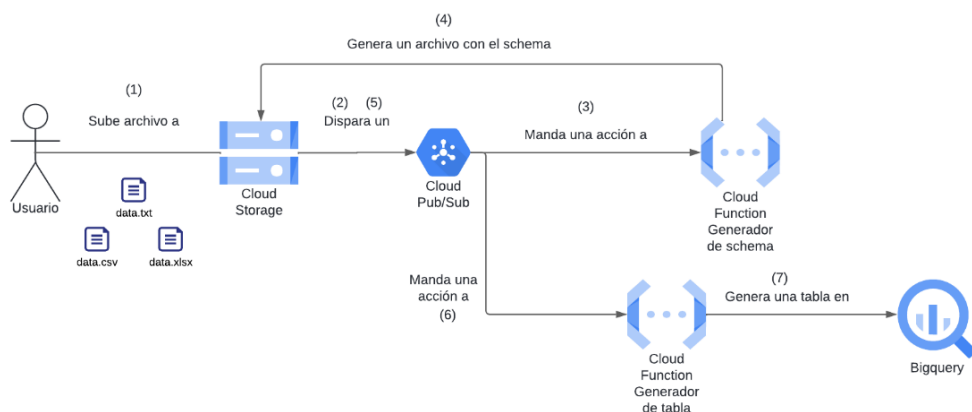 (4)
Genera un archivo con el schema
(1)
Sube archivo a
(2) (5)
Dispara un
(3)
Manda una acción a
Usuario
data.txt
data.csv
data.xlsx
Cloud
Storage
Cloud
Pub/Sub
Cloud
Function
Generador
de schema
Manda una
acción a
(6)
(7)
Genera una tabla en
Cloud
Function
Generador
de tabla
Bigquery